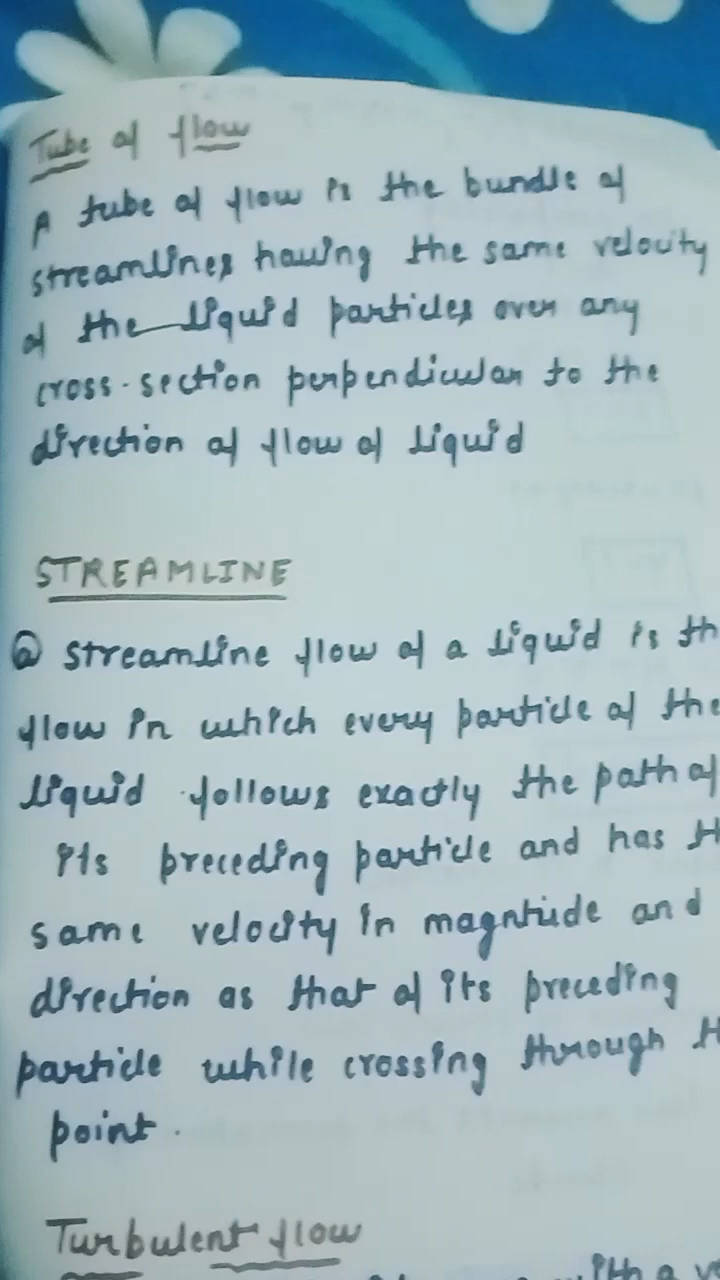 Tube of flow
A tube of flow is the bundle of
streamlines having the same velocity
of the liquid particles over any
cross-section perpendicular to the
direction of flow of liquid
STREAMLINE
@ streamline flow of a liquid is th
flow in which every particle of the
liquid follows exactly the path of
its preceding particle and has th
same velocity in magntiude and
direction as that of its preceding
particle while crossing through t
point.
Turbulent flow